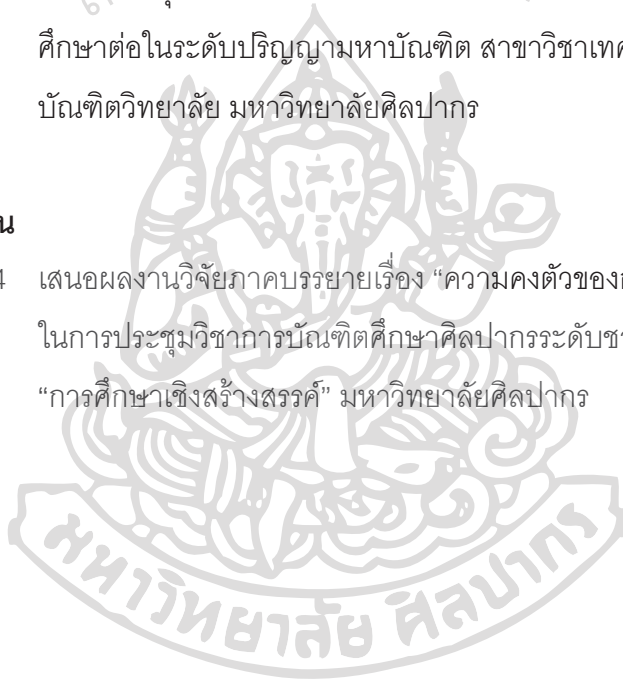 ศึกษาต่อในระดับปริญญามหาบัณฑิต สาขาวิชาเทค
บัณฑิตวิทยาลัย มหาวิทยาลัยศิลปากร
น
4 เสนอผลงานวิจัยภาคบรรยายเรื่อง “ความคงตัวของ
ในการประชุมวิชาการบัณฑิตศึกษาศิลปากรระดับชา
“การศึกษาเชิงสร้างสรรค์” มหาวิทยาลัยศิลปากร
มหาวิทยาลัย ศิลปากร